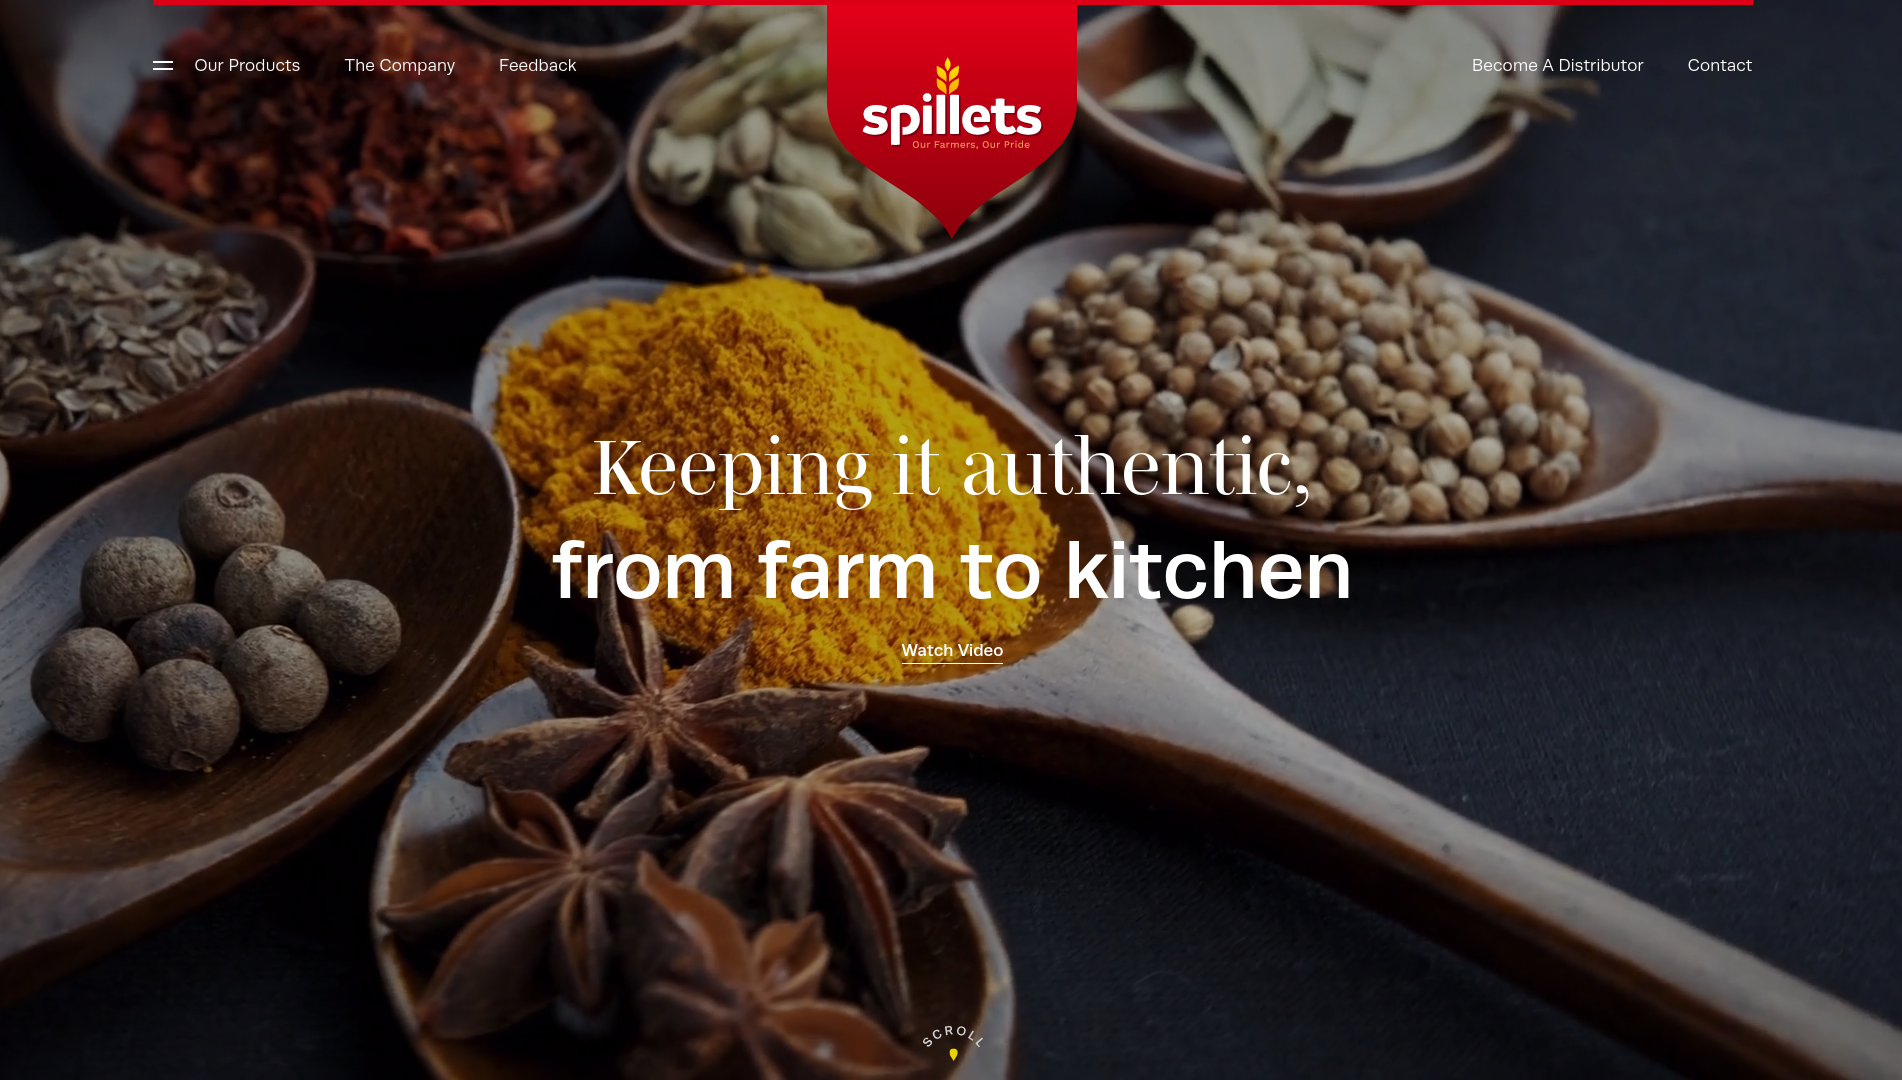 Our Products
The Company
Feedback
spillets
Our Farmers, Our Pride
Become A Distributor
Contact
Keeping it authentic,
from farm to kitchen
Watch Video
SCROLL